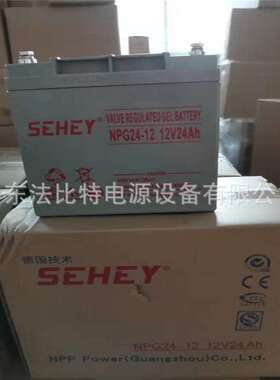 VALVE REGULATED GEL BATTERY
SEHEY
NPG24-12 12V24Ah
东法比特电源设备有限公
德国技术
SEHEY
NPG24-12 12V24Ah
NPP Power(Guangzhou)Co.,Ltd